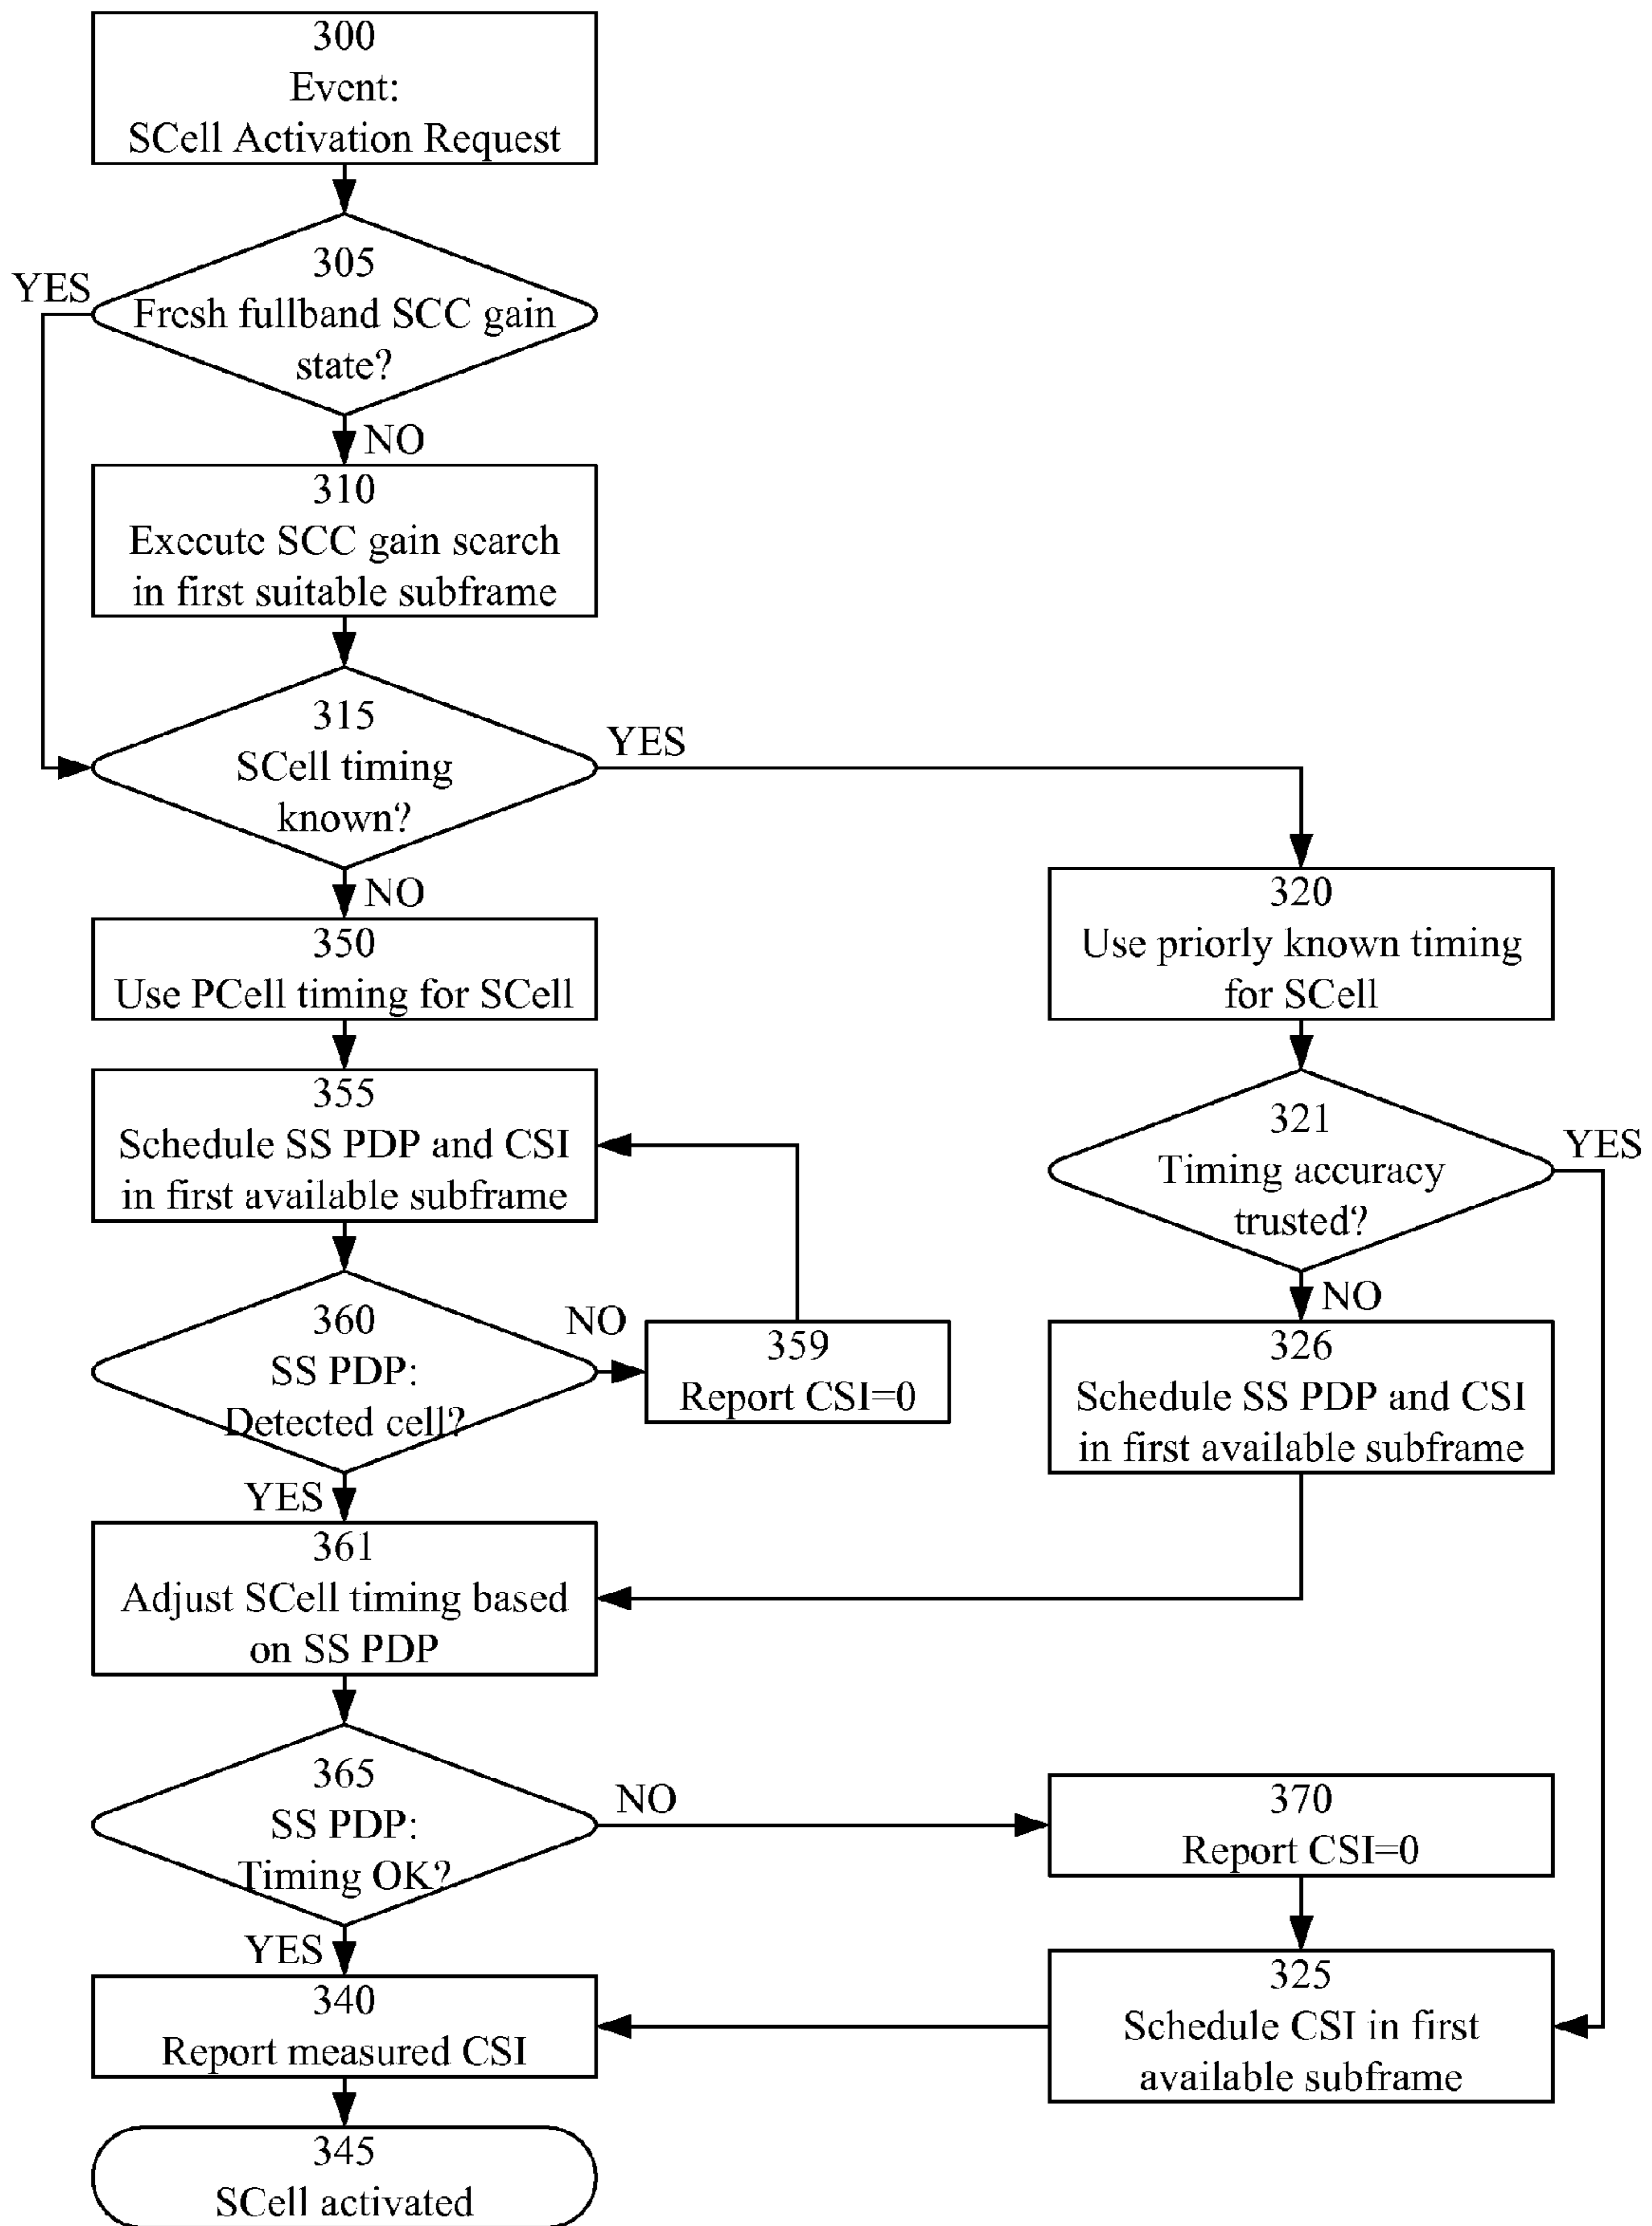 300
Event:
SCell Activation Request
305
YES
Fresh fullband SCC gain
state?
NO
310
Execute SCC gain search
in first suitable subframe
315
YES
SCell timing
known?
NO
320
Use priorly known timing
for SCell
350
Use PCell timing for SCell
355
Schedule SS PDP and CSI
in first available subframe
321
YES
Timing accuracy
trusted?
NO
360
SS PDP:
Detected cell?
NO
359
Report CSI=0
326
Schedule SS PDP and CSI
in first available subframe
YES
361
Adjust SCell timing based
on SS PDP
365
SS PDP:
Timing OK?
NO
370
Report CSI=0
YES
325
Schedule CSI in first
available subframe
340
Report measured CSI
345
SCell activated